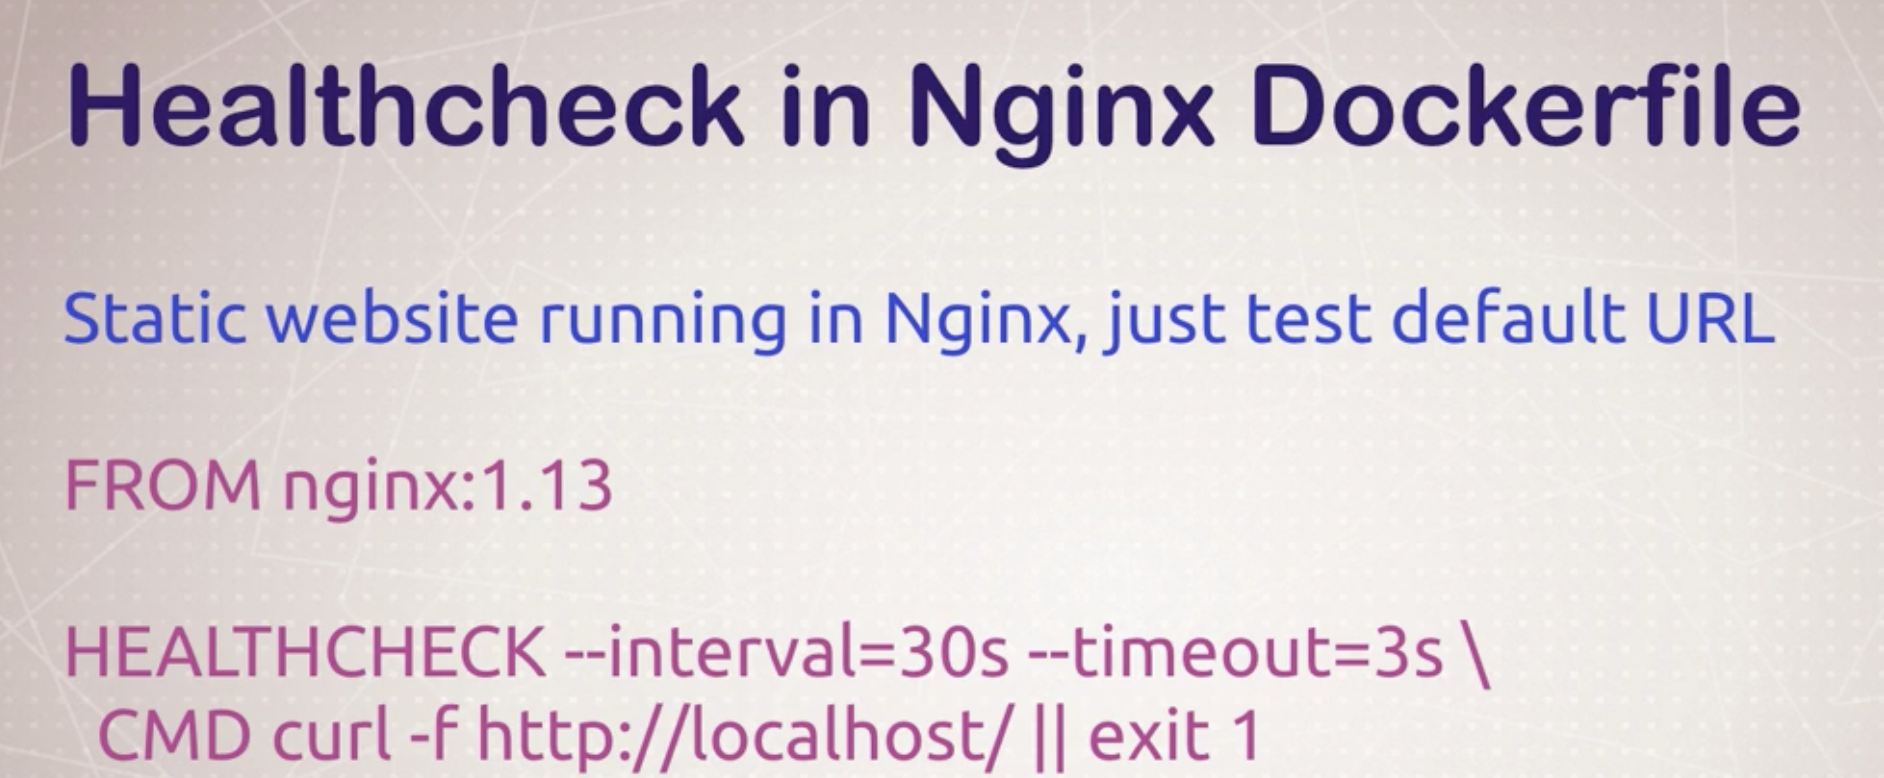 Healthcheck in Nginx Dockerfile
Static website running in Nginx, just test default URL
FROM nginx:1.13
HEALTHCHECK --interval=30s --timeout=3s \
CMD curl -f http://localhost/ || exit 1